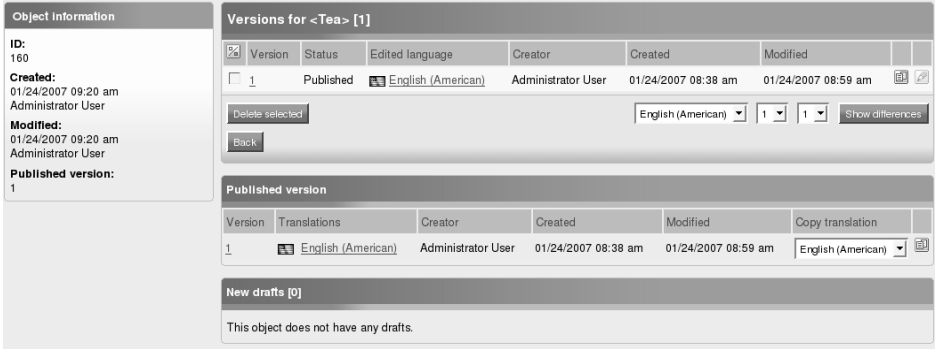 Object information
ID:
160
Created:
01/24/2007 09:20 am
Administrator User
Modified:
01/24/2007 09:20 am
Administrator User
Published version:
1
Versions for <Tea> [1]
Version Status Edited language Creator Created Modified
1 Published English (American) Administrator User 01/24/2007 08:38 am 01/24/2007 08:59 am
Delete selected English (American) 1 1 Show differences
Back
Published version
Version Translations Creator Created Modified Copy translation
1 English (American) Administrator User 01/24/2007 08:38 am 01/24/2007 08:59 am English (American)
New drafts [0]
This object does not have any drafts.